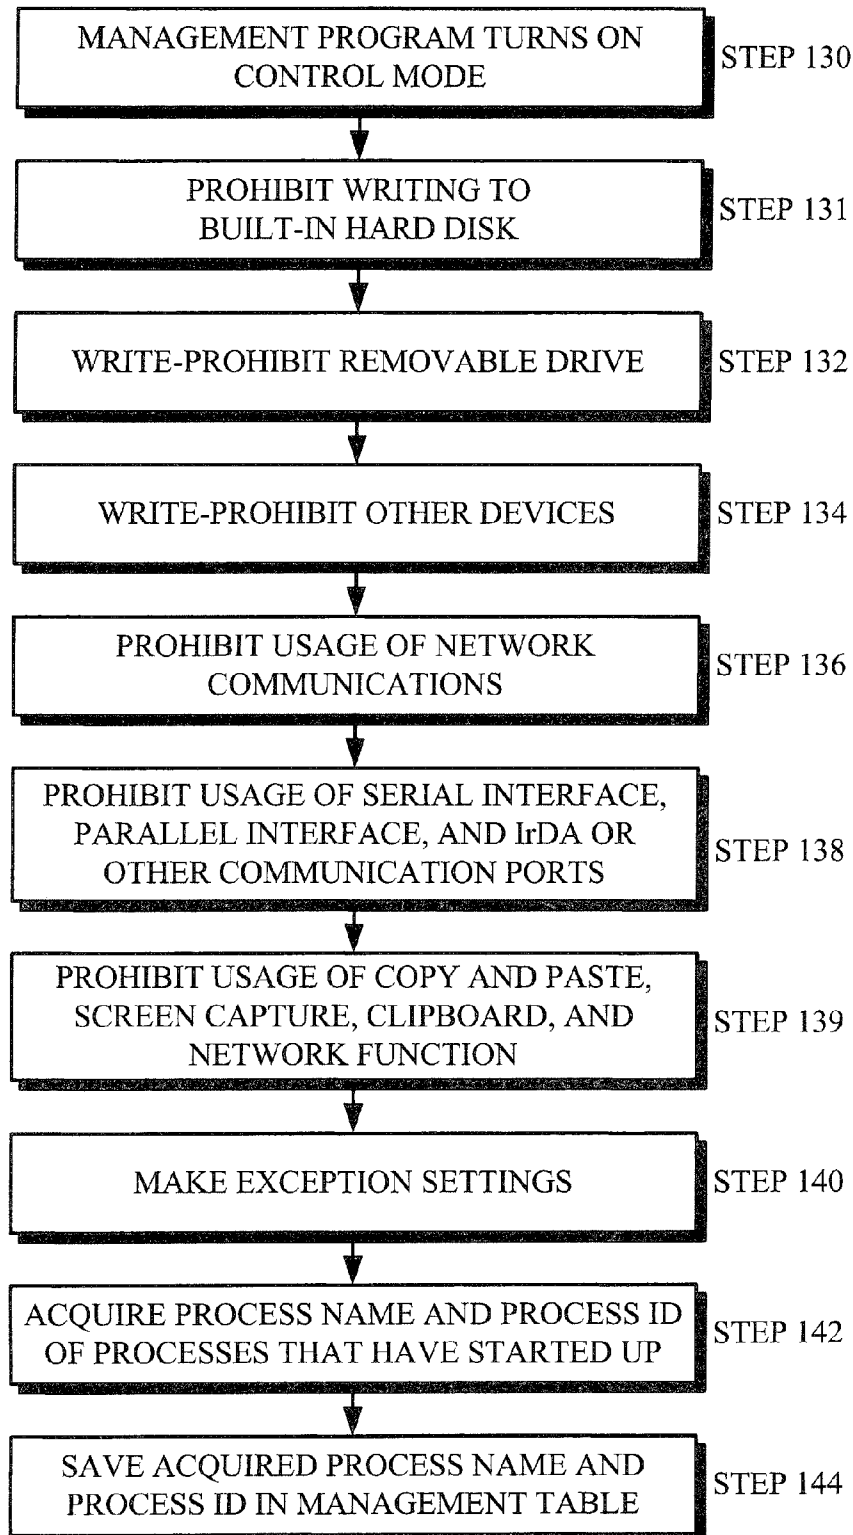 MANAGEMENT PROGRAM TURNS ON
CONTROL MODE
STEP 130
PROHIBIT WRITING TO
BUILT-IN HARD DISK
STEP 131
WRITE-PROHIBIT REMOVABLE DRIVE
STEP 132
WRITE-PROHIBIT OTHER DEVICES
STEP 134
PROHIBIT USAGE OF NETWORK
COMMUNICATIONS
STEP 136
PROHIBIT USAGE OF SERIAL INTERFACE,
PARALLEL INTERFACE, AND IrDA OR
OTHER COMMUNICATION PORTS
STEP 138
PROHIBIT USAGE OF COPY AND PASTE,
SCREEN CAPTURE, CLIPBOARD, AND
NETWORK FUNCTION
STEP 139
MAKE EXCEPTION SETTINGS
STEP 140
ACQUIRE PROCESS NAME AND PROCESS ID
OF PROCESSES THAT HAVE STARTED UP
STEP 142
SAVE ACQUIRED PROCESS NAME AND
PROCESS ID IN MANAGEMENT TABLE
STEP 144